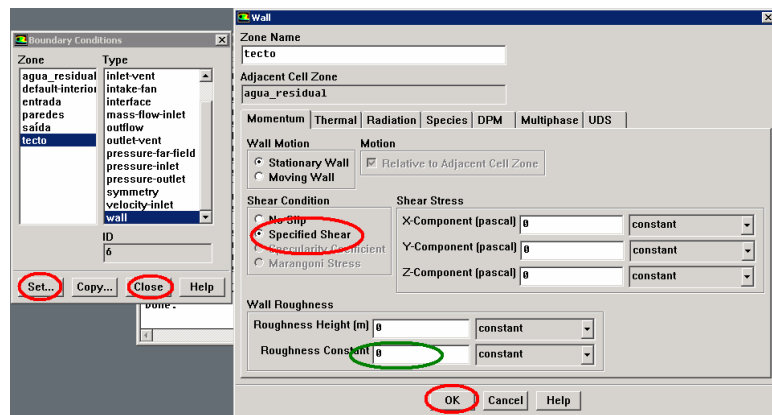 Boundary Conditions
Zone
agua_residual
default-interior
entrada
paredes
saída
tecto
Type
inlet-vent
intake-fan
interface
mass-flow-inlet
outflow
outlet-vent
pressure-far-field
pressure-inlet
pressure-outlet
symmetry
velocity-inlet
wall
ID
6
Set... Copy... Close Help
Done.
Wall
Zone Name
tecto
Adjacent Cell Zone
agua_residual
Momentum Thermal Radiation Species DPM Multiphase UDS
Wall Motion Motion
Stationary Wall Relative to Adjacent Cell Zone
Moving Wall
Shear Condition
No Slip
Specified Shear
Specularity Coefficient
Marangoni Stress
Shear Stress
X-Component (pascal) 0 constant
Y-Component (pascal) 0 constant
Z-Component (pascal) 0 constant
Wall Roughness
Roughness Height (m) 0 constant
Roughness Constant 0 constant
OK Cancel Help